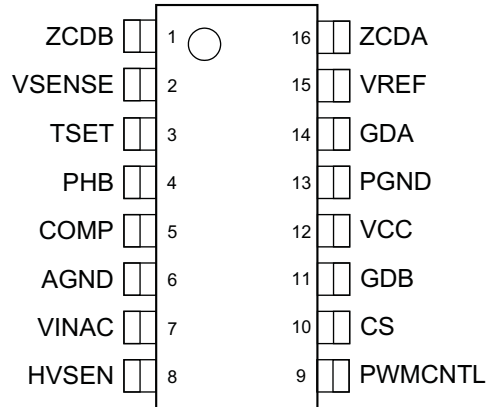 ZCDB 1 16 ZCDA
VSENSE 2 15 VREF
TSET 3 14 GDA
PHB 4 13 PGND
COMP 5 12 VCC
AGND 6 11 GDB
VINAC 7 10 CS
HVSEN 8 9 PWMCNTL